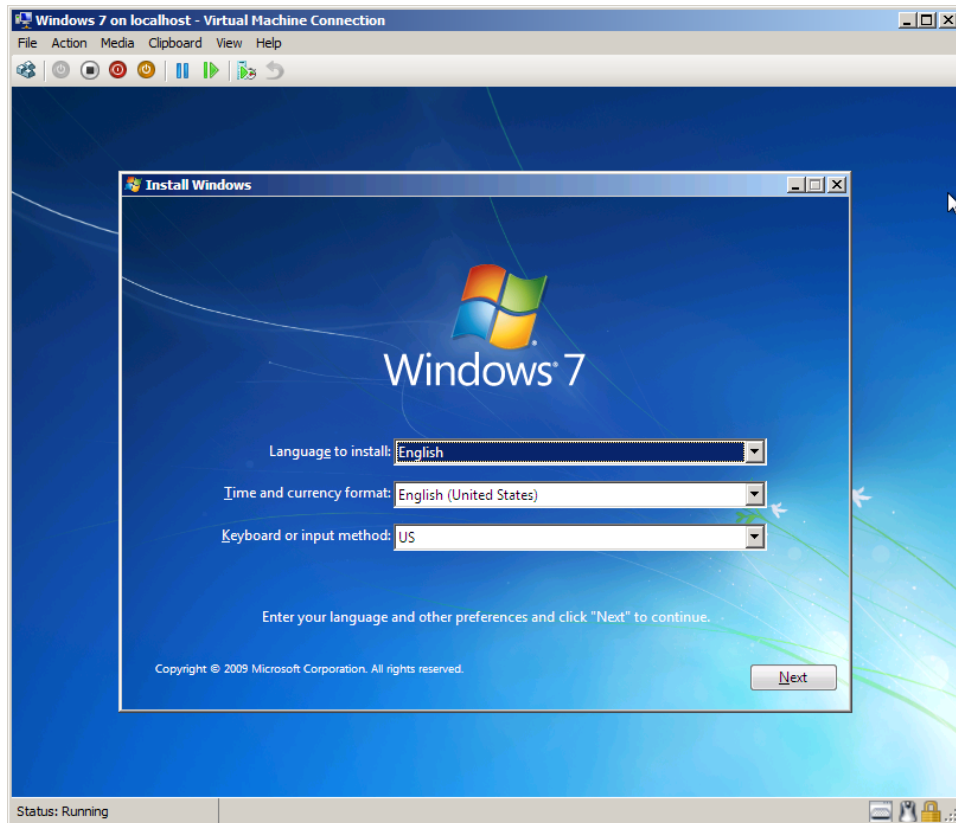 Windows 7 on localhost - Virtual Machine Connection
File Action Media Clipboard View Help
Install Windows
Windows® 7
Language to install: English
Time and currency format: English (United States)
Keyboard or input method: US
Enter your language and other preferences and click "Next" to continue.
Copyright © 2009 Microsoft Corporation. All rights reserved.
Next
Status: Running